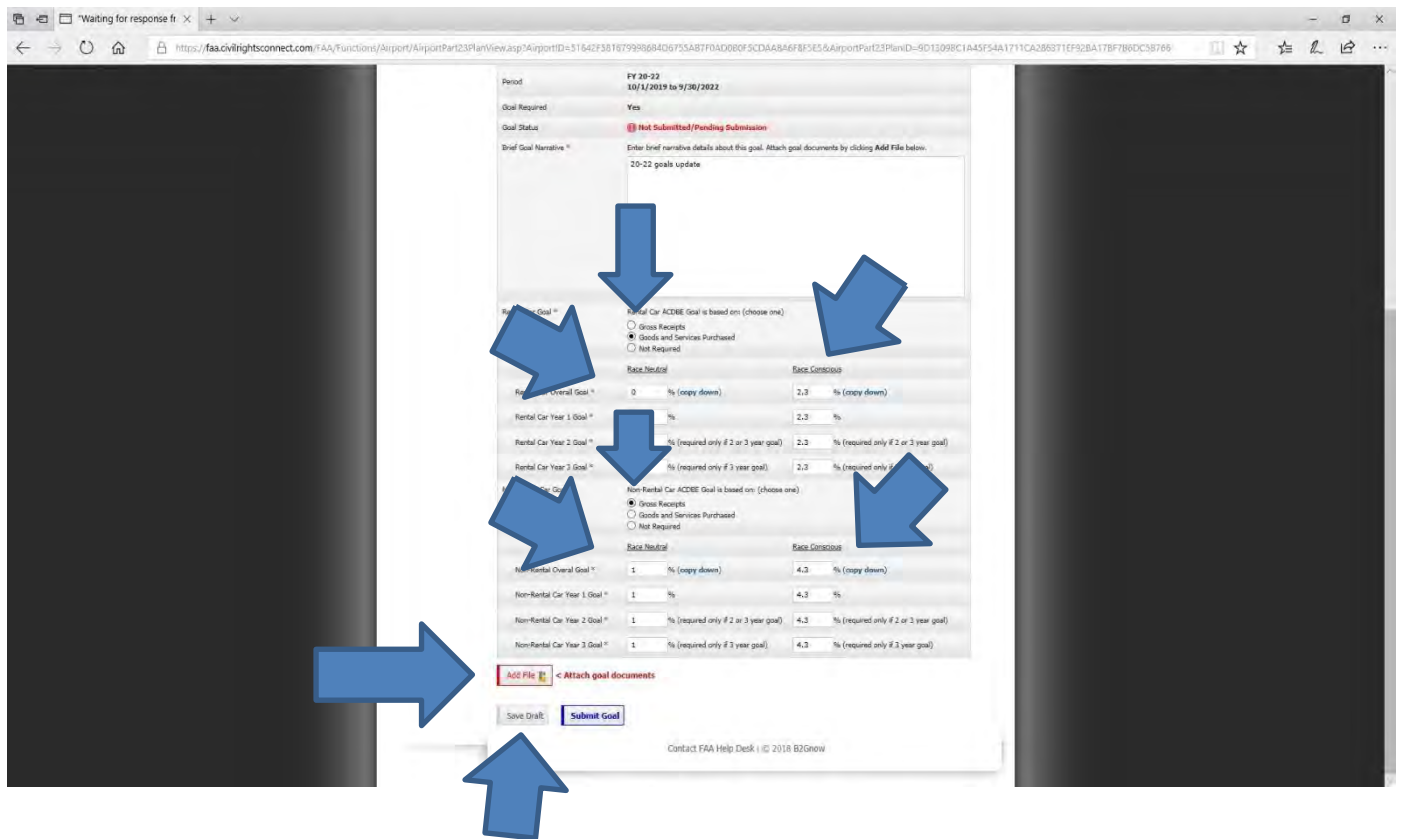 "Waiting for response fr
https://faa.civilrightsconnect.com/FAA/Functions/Airport/AirportPart23PlanView.asp?AirportID=
Period FY 20-22
10/1/2019 to 9/30/2022
Goal Required Yes
Goal Status Not Submitted/Pending Submission
Brief Goal Narrative * Enter brief narrative details about this goal. Attach goal documents by clicking Add File below.
20-22 goals update
Goal * Rental Car ACDBE Goal is based on: (choose one)
Gross Receipts
Goods and Services Purchased
Not Required
Race Neutral Race Conscious
Overall Goal * 0 % (copy down) 2.3 % (copy down)
Rental Car Year 1 Goal * % 2.3 %
Rental Car Year 2 Goal * % (required only if 2 or 3 year goal) 2.3 % (required only if 2 or 3 year goal)
Rental Car Year 3 Goal * % (required only if 3 year goal) 2.3 % (required only if
Non-Rental Car ACDBE Goal is based on: (choose one)
Gross Receipts
Goods and Services Purchased
Not Required
Race Neutral Race Conscious
Overal Goal * 1 % (copy down) 4.3 % (copy down)
Non-Rental Car Year 1 Goal * 1 % 4.3 %
Non-Rental Car Year 2 Goal * 1 % (required only if 2 or 3 year goal) 4.3 % (required only if 2 or 3 year goal)
Non-Rental Car Year 3 Goal * 1 % (required only if 3 year goal) 4.3 % (required only if 3 year goal)
Add File < Attach goal documents
Save Draft Submit Goal
Contact FAA Help Desk | © 2018 B2Gnow